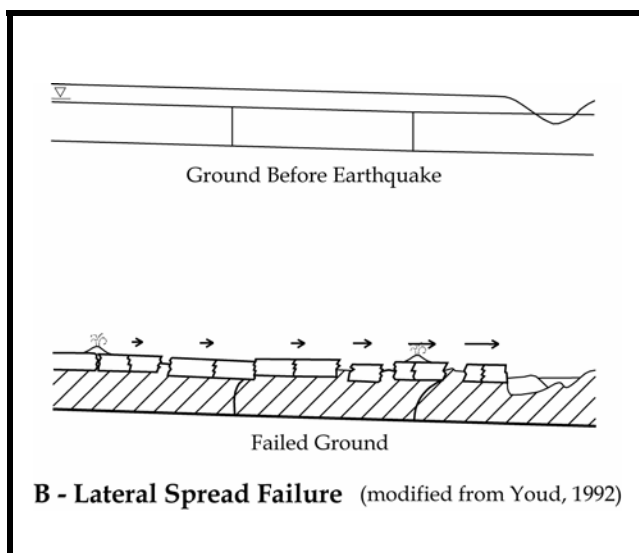 Ground Before Earthquake
Failed Ground
B - Lateral Spread Failure (modified from Youd, 1992)